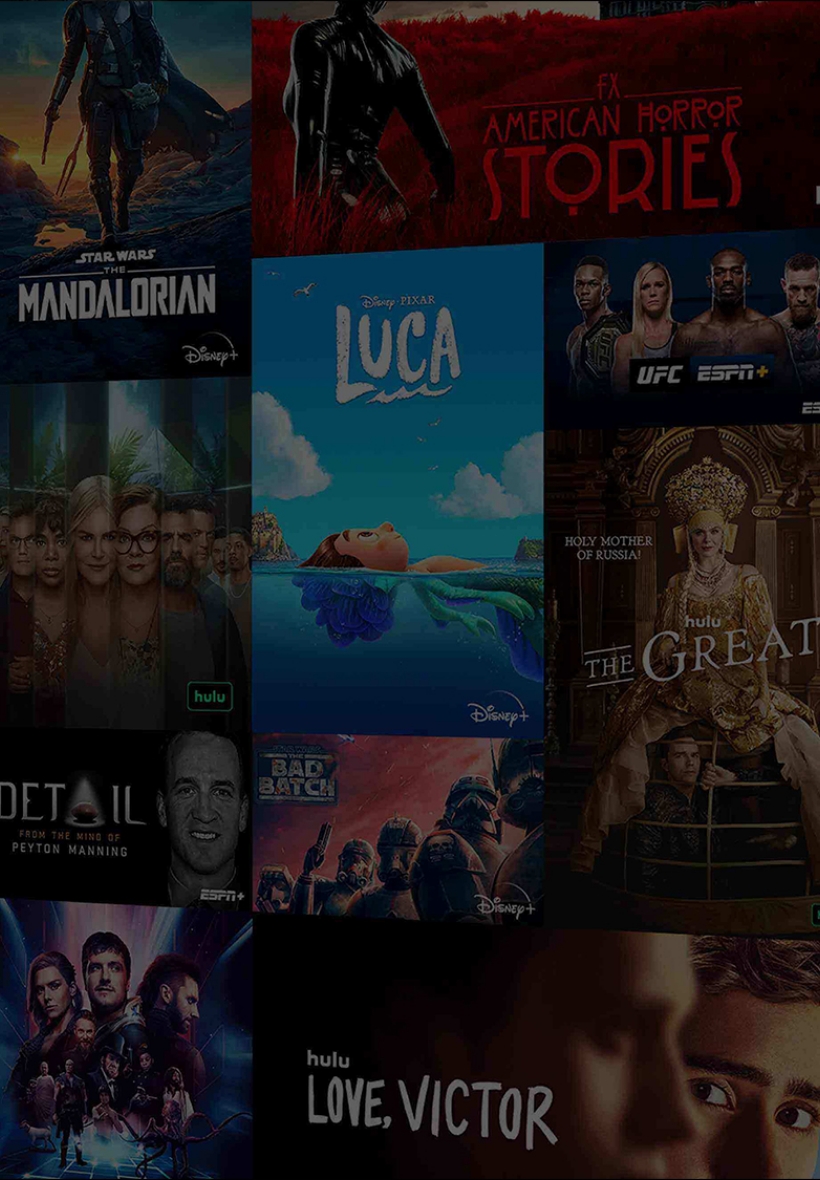 FX
AMERICAN HORROR
STORIES
STAR WARS
THE
MANDALORIAN
Disney+
Disney·PIXAR
LUCA
Disney+
UFC ESPN+
hulu
HOLY MOTHER
OF RUSSIA!
hulu
THE GREAT
DETAIL
FROM THE MIND OF
PEYTON MANNING
ESPN+
THE
BAD
BATCH
Disney+
hulu
LOVE, VICTOR